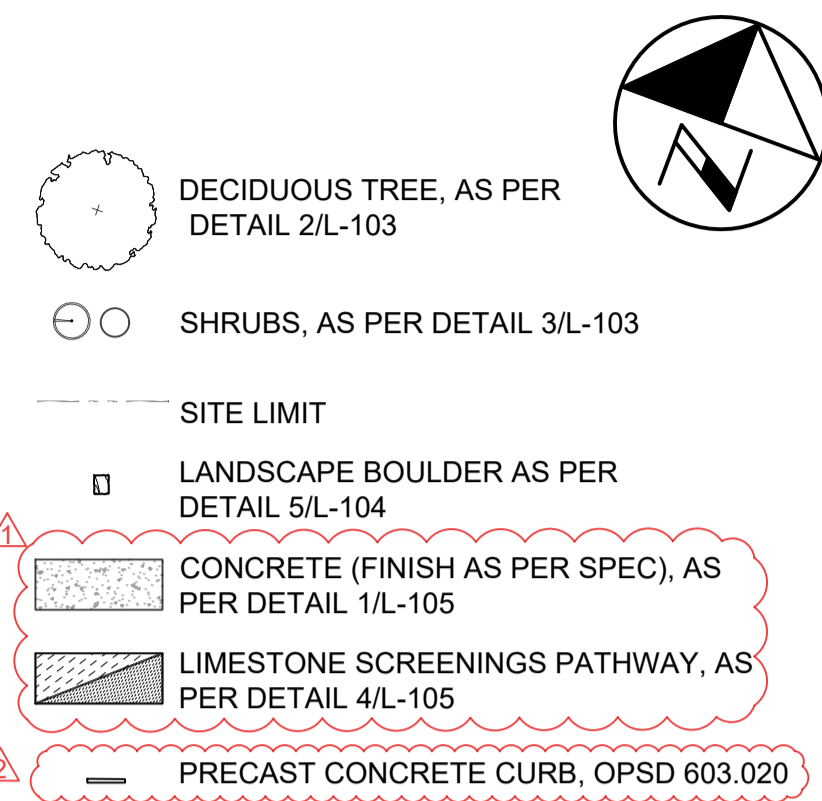 N
DECIDUOUS TREE, AS PER
DETAIL 2/L-103
SHRUBS, AS PER DETAIL 3/L-103
SITE LIMIT
LANDSCAPE BOULDER AS PER
DETAIL 5/L-104
1
CONCRETE (FINISH AS PER SPEC), AS
PER DETAIL 1/L-105
LIMESTONE SCREENINGS PATHWAY, AS
PER DETAIL 4/L-105
2
PRECAST CONCRETE CURB, OPSD 603.020